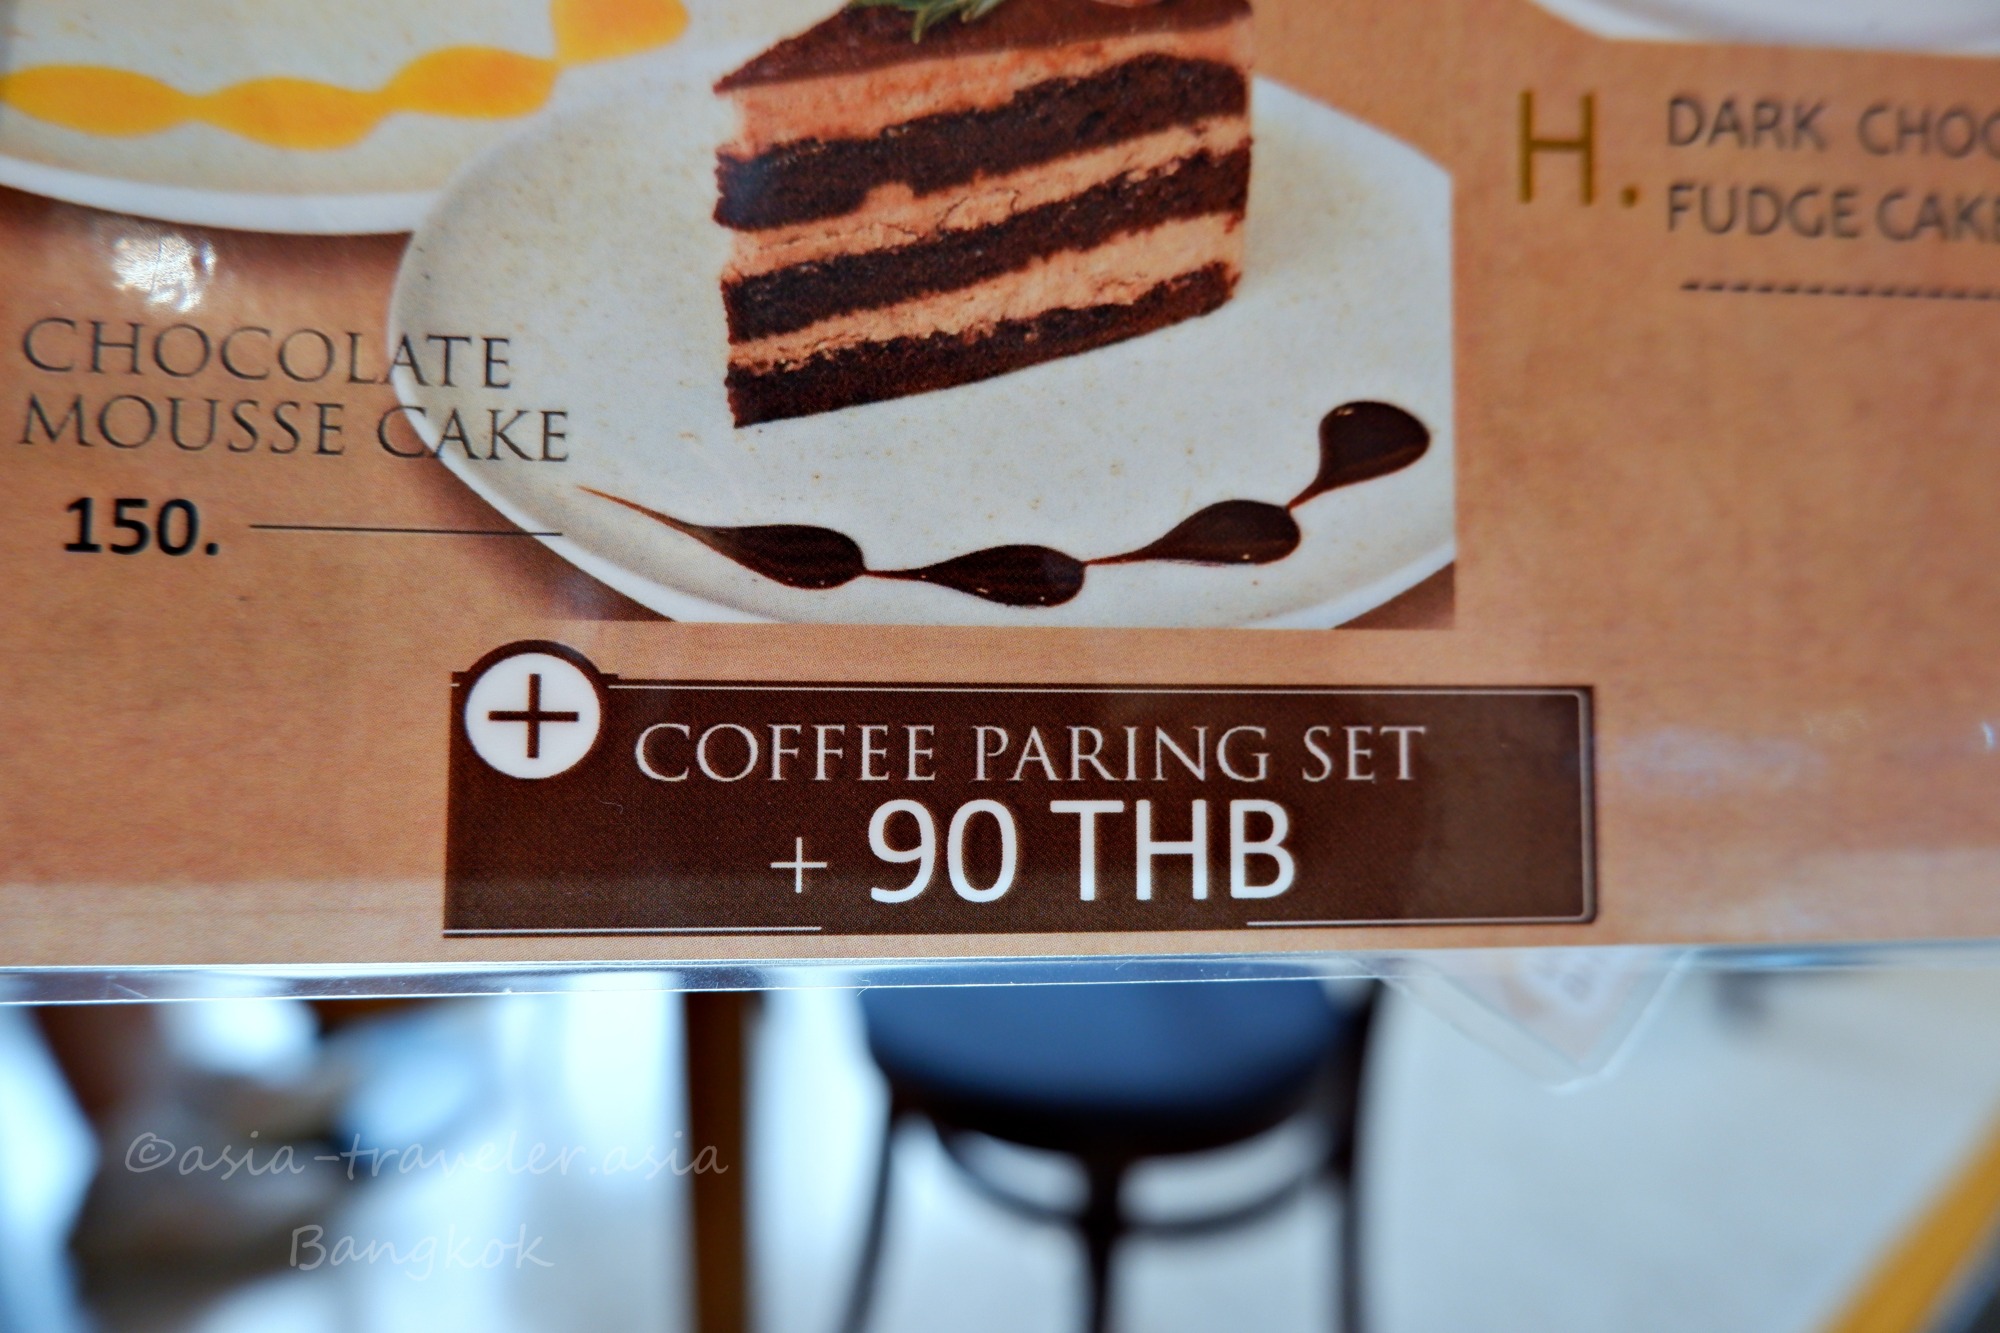 CHOCOLATE
MOUSSE CAKE
150.
H. DARK CHOC
FUDGE CAKE
+ COFFEE PARING SET
+ 90 THB
©asia-traveler.asia
Bangkok